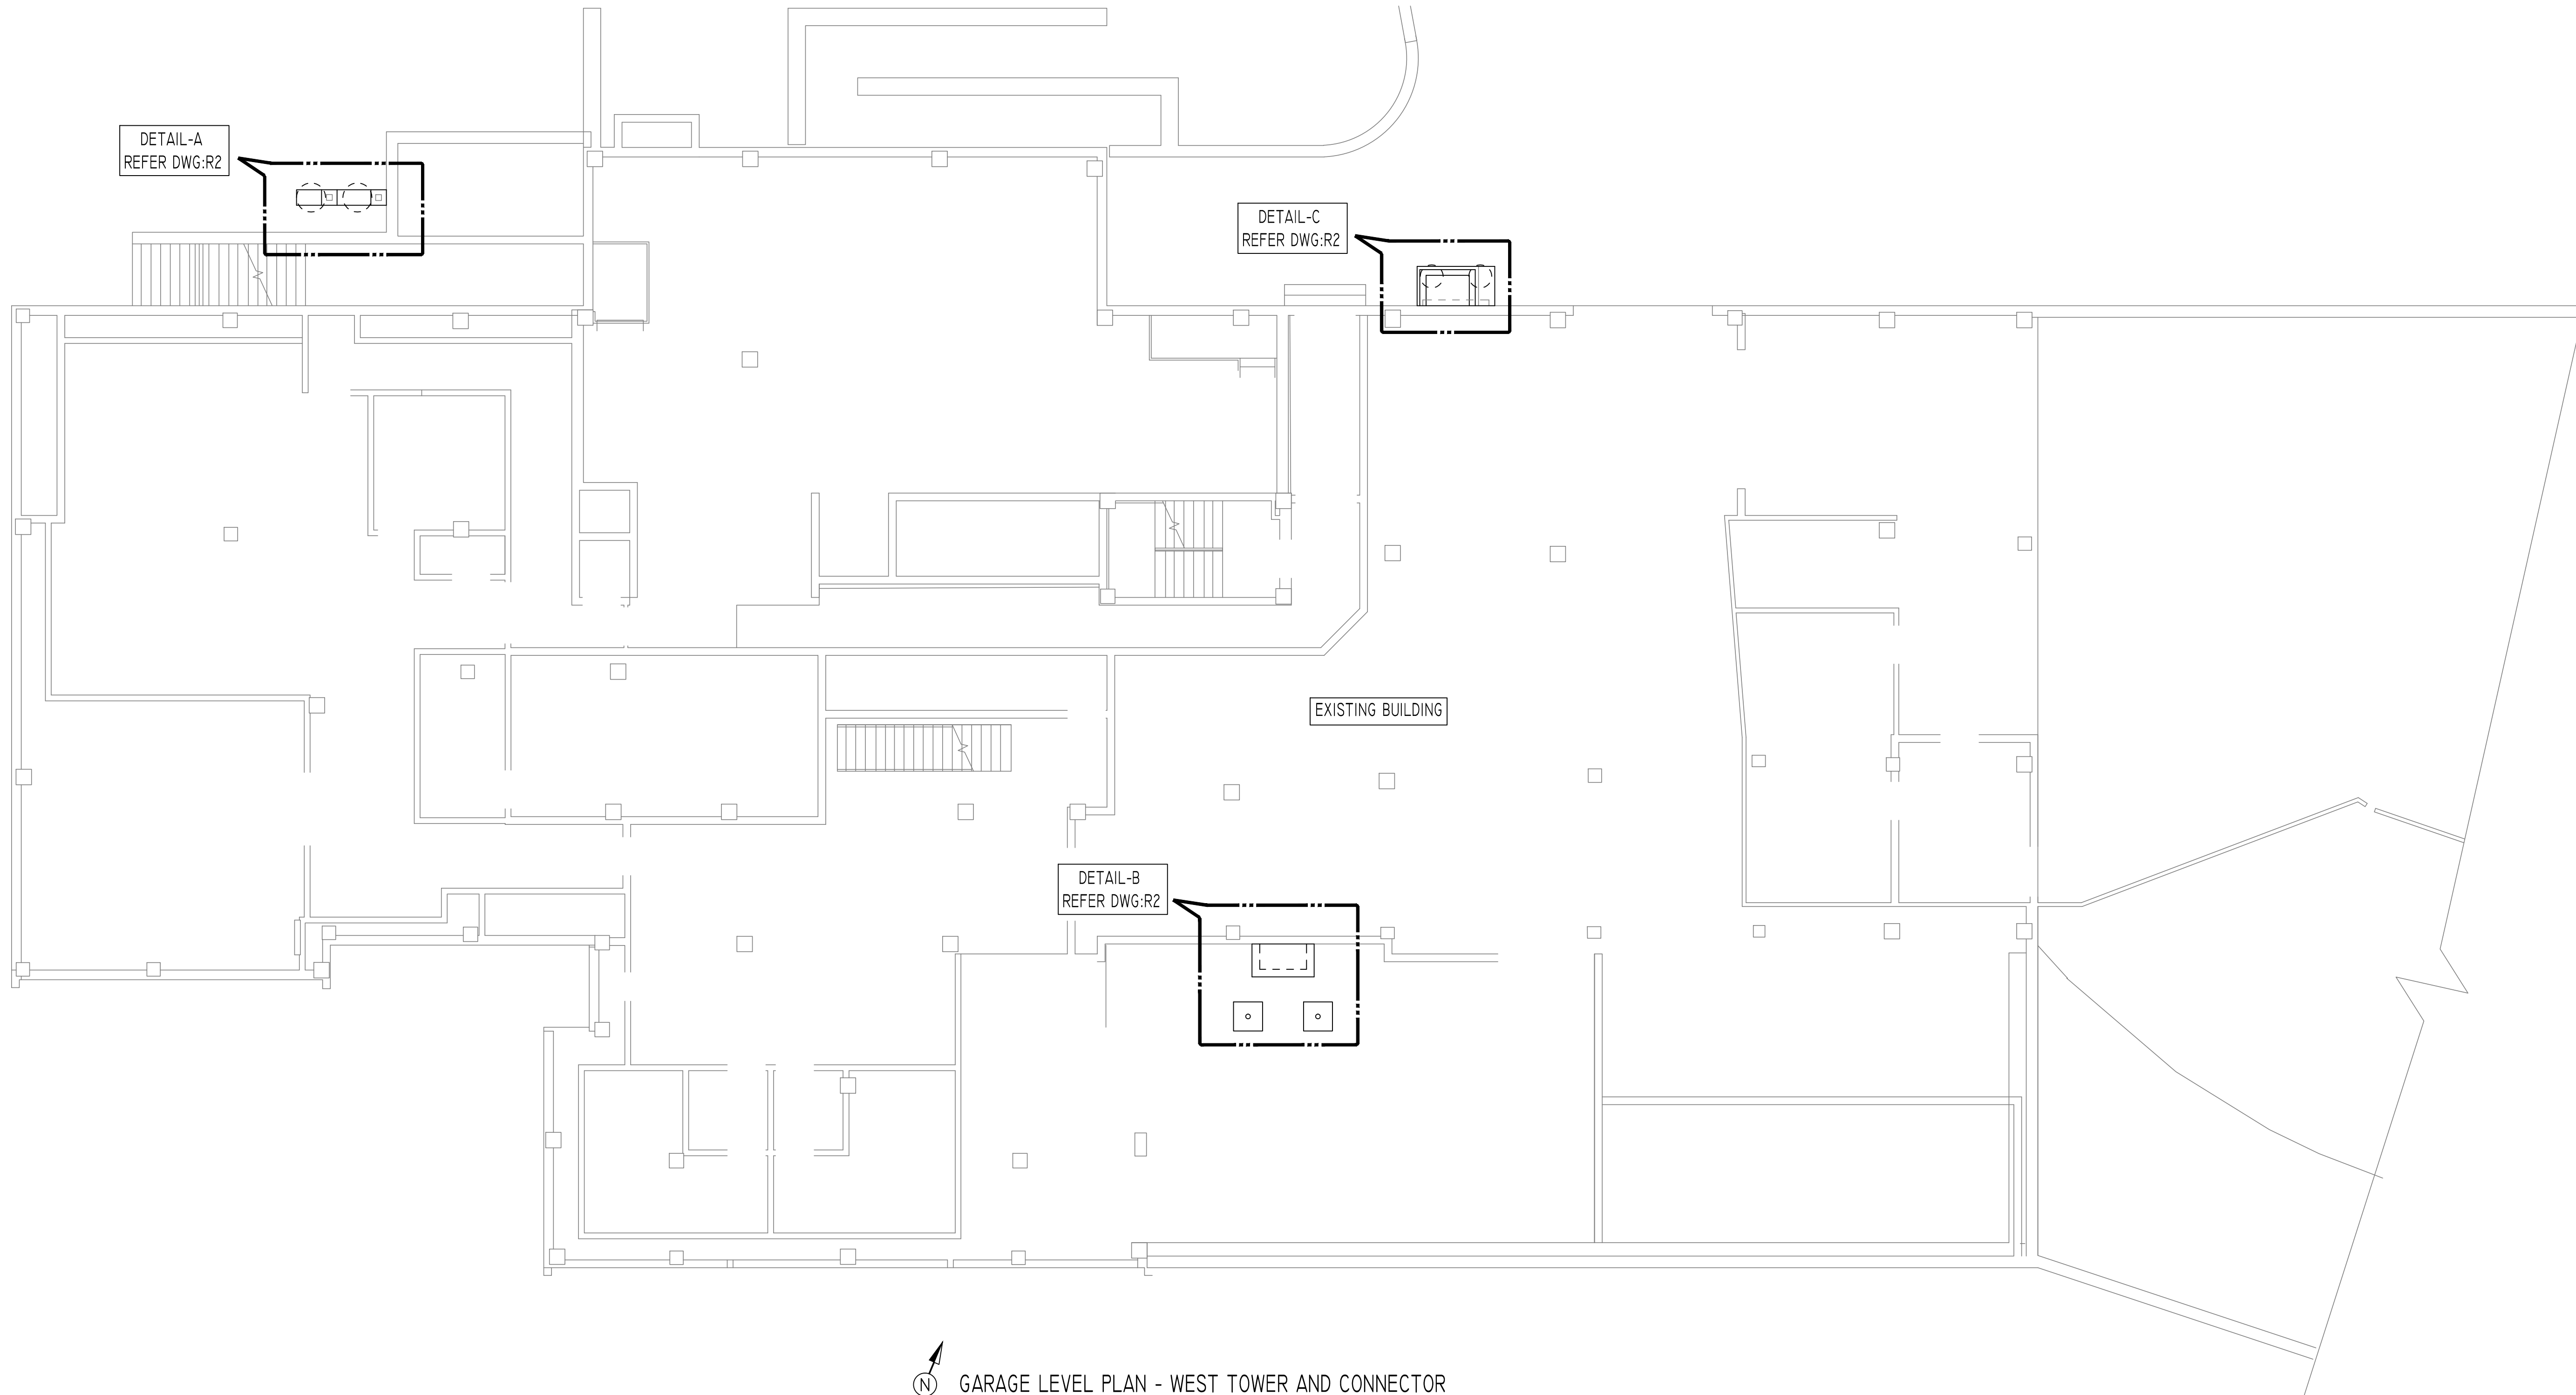 DETAIL-A
REFER DWG:R2
DETAIL-C
REFER DWG:R2
EXISTING BUILDING
DETAIL-B
REFER DWG:R2
N
GARAGE LEVEL PLAN - WEST TOWER AND CONNECTOR